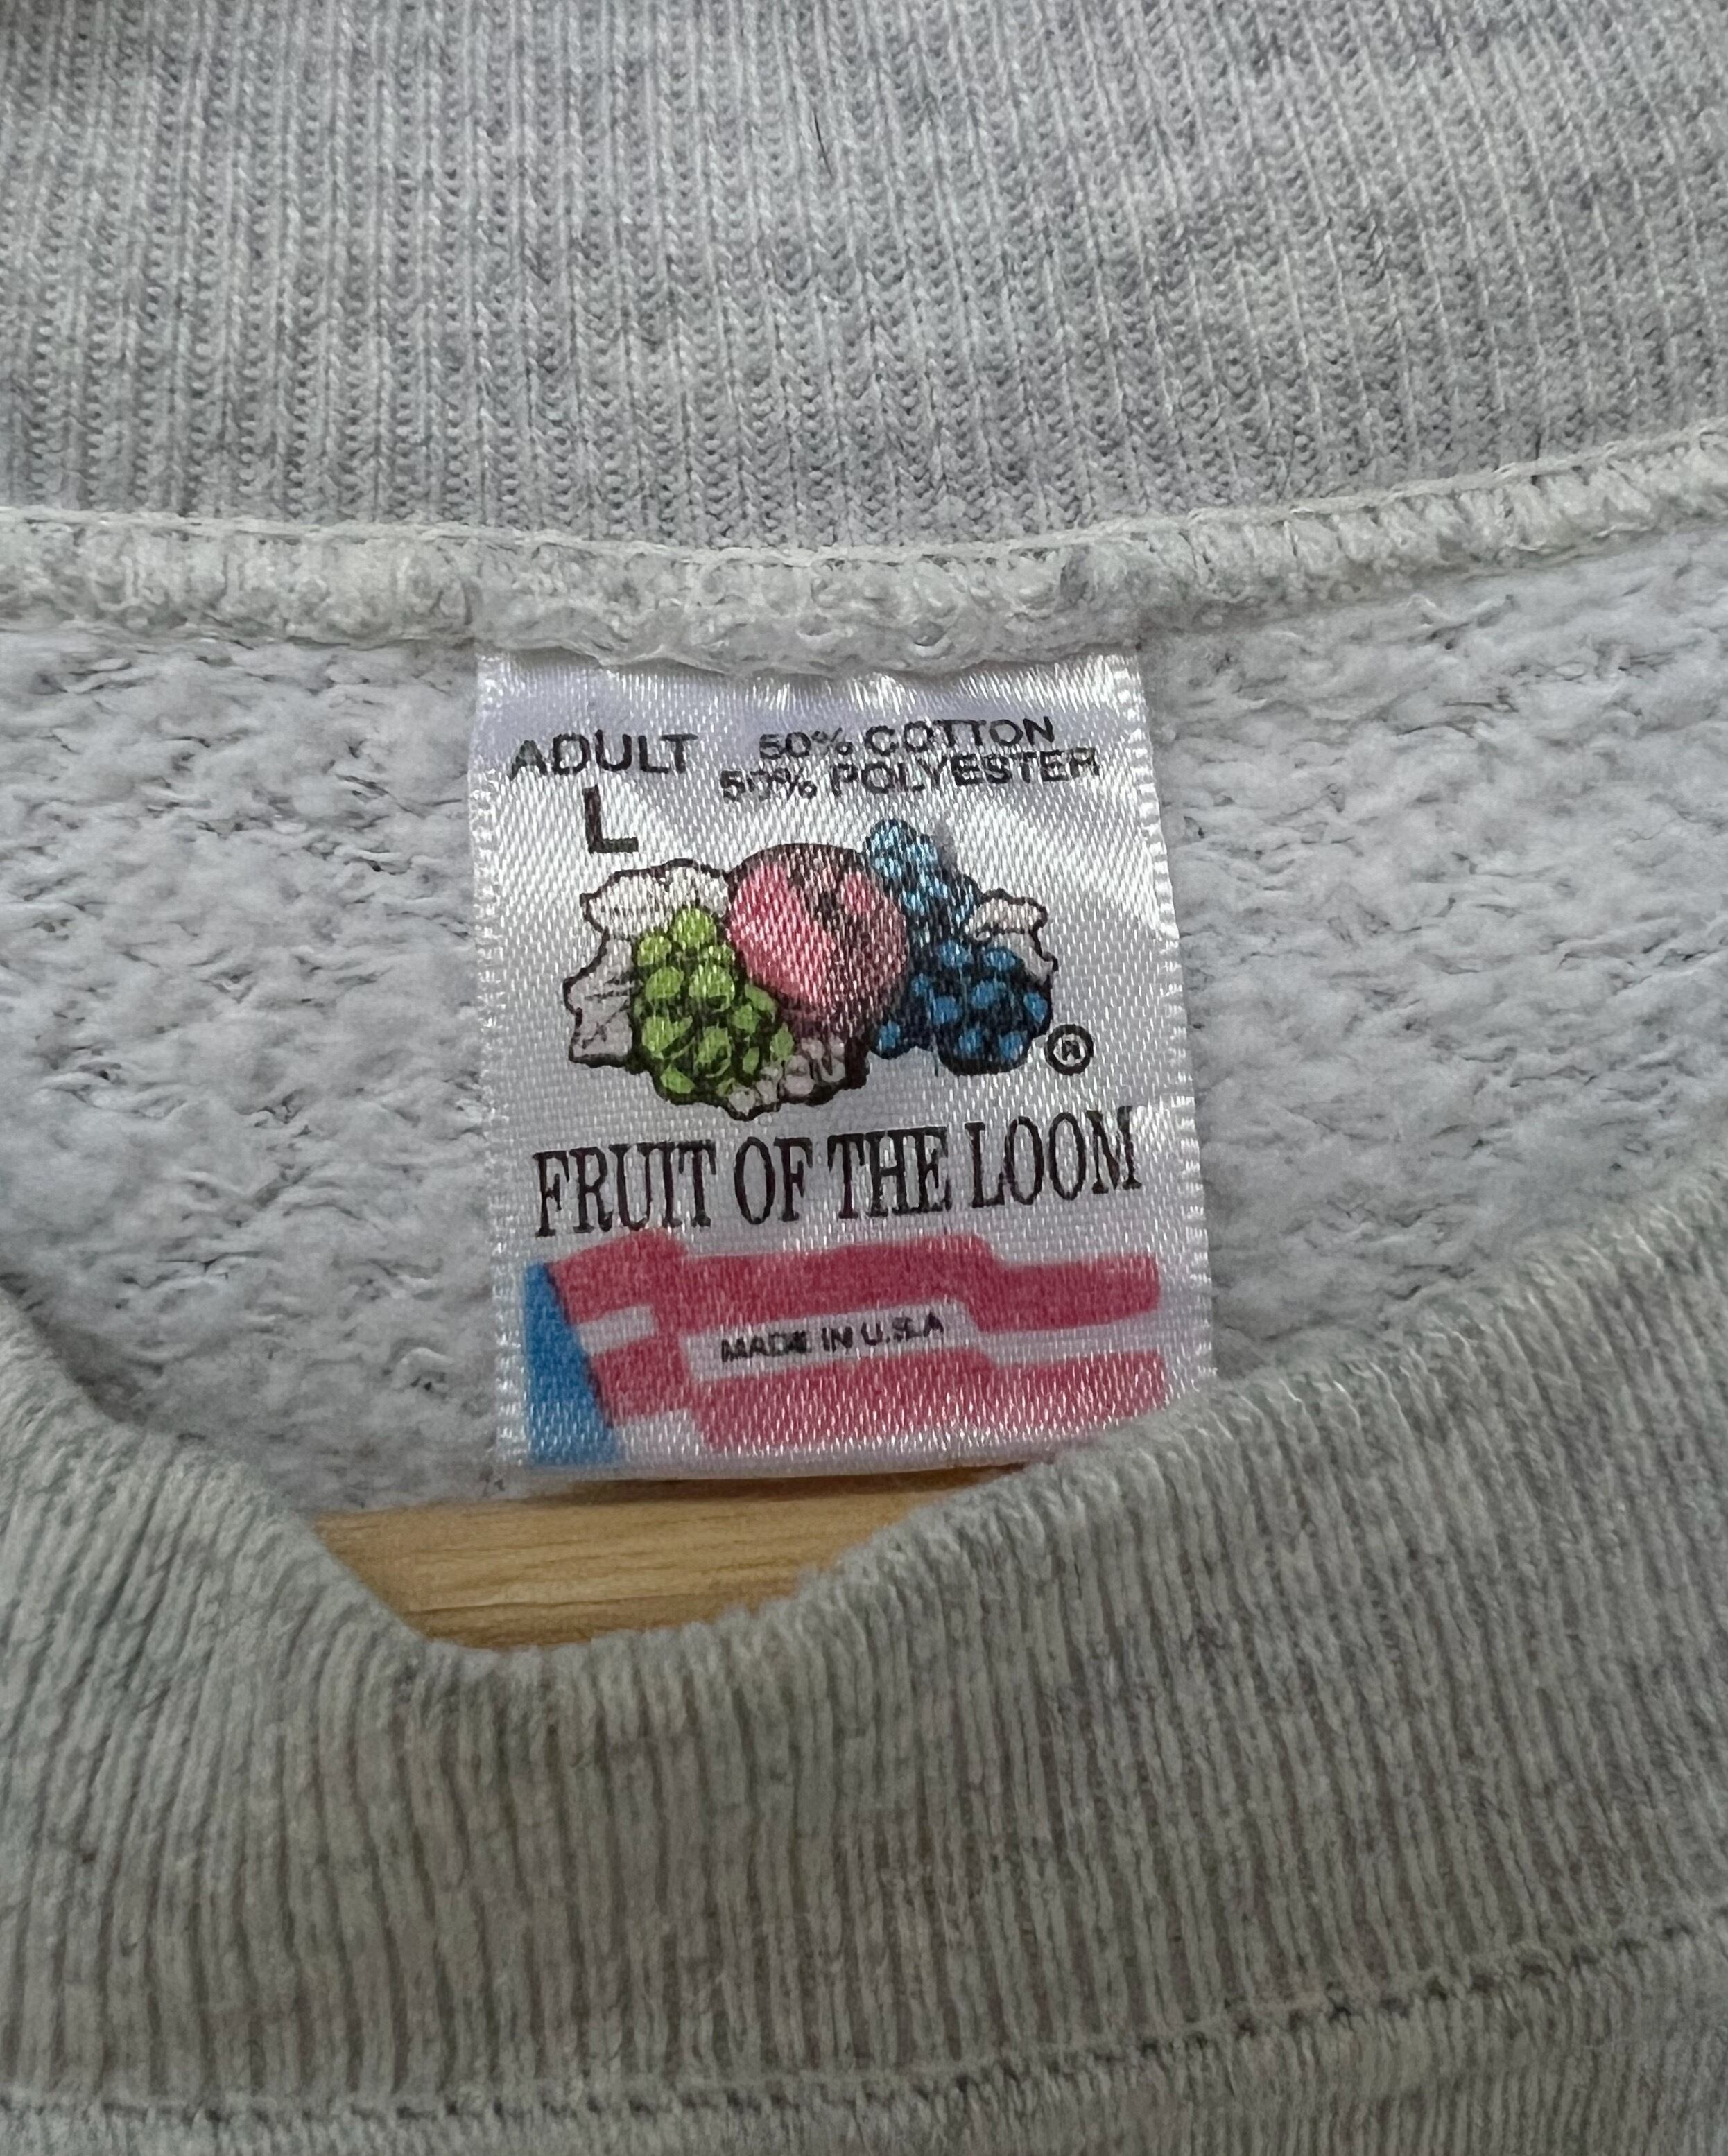 ADULT
L
50% COTTON
50% POLYESTER
®
FRUIT OF THE LOOM
MADE IN U.S.A